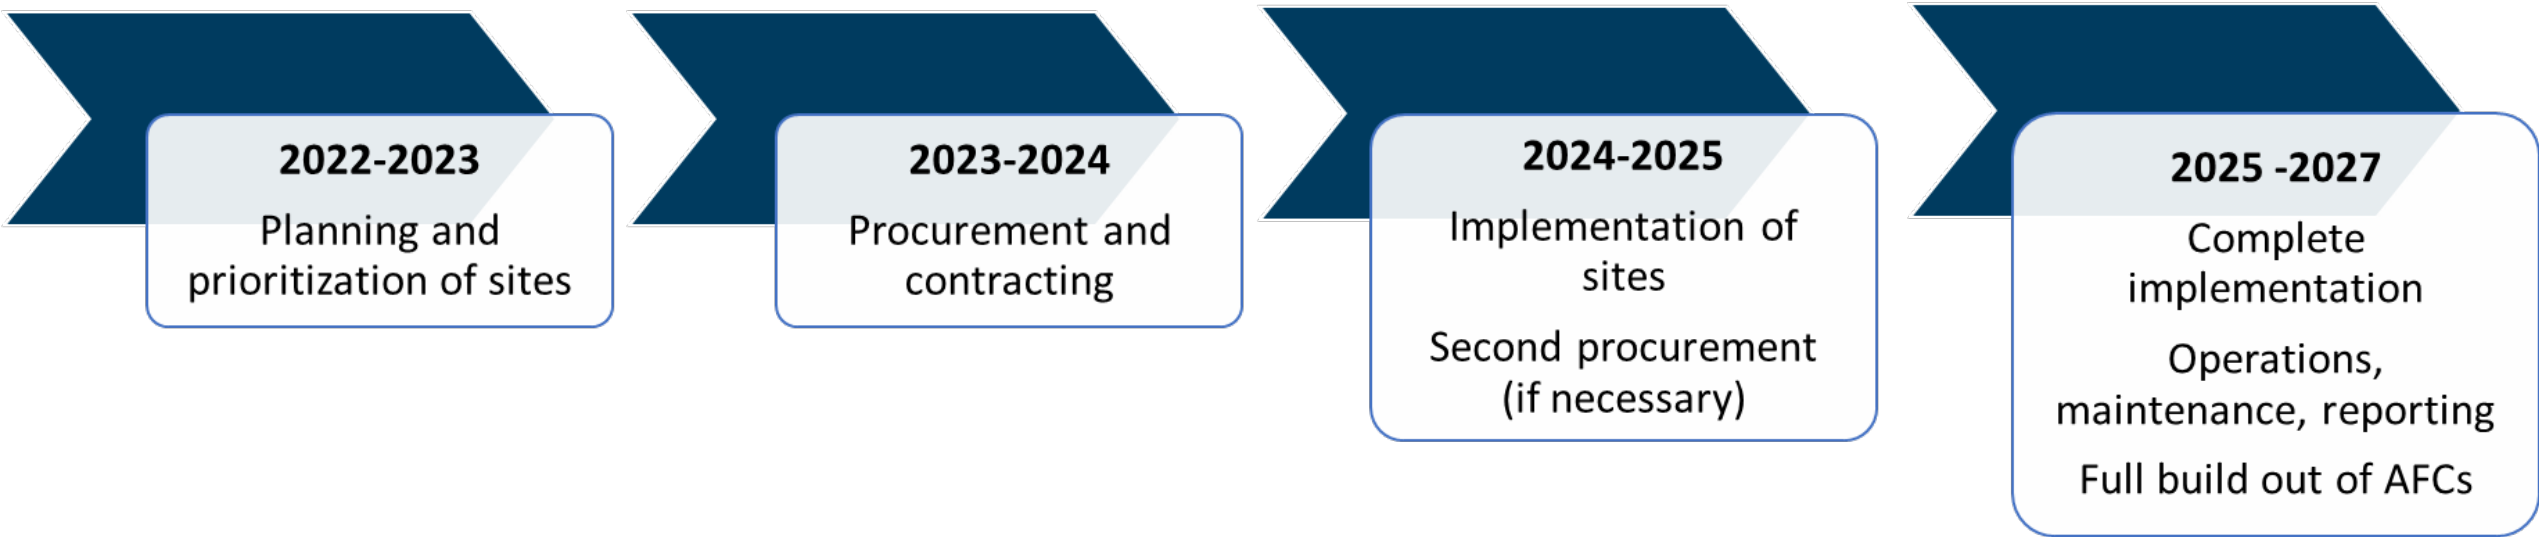 2022-2023
Planning and
prioritization of sites
2023-2024
Procurement and
contracting
2024-2025
Implementation of
sites
Second procurement
(if necessary)
2025 -2027
Complete
implementation
Operations,
maintenance, reporting
Full build out of AFCs